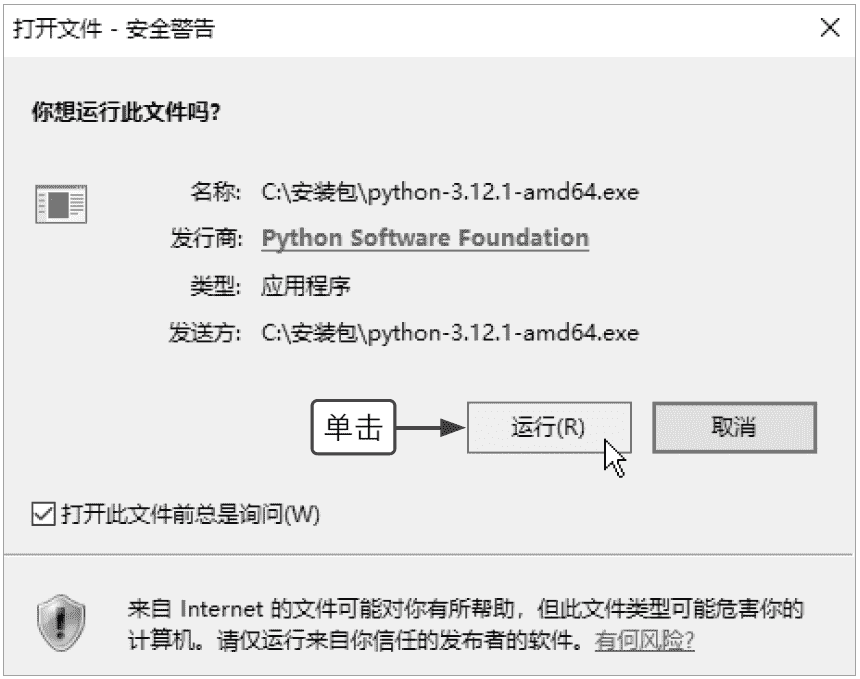 打开文件 - 安全警告
你想运行此文件吗?
名称: C:\安装包\python-3.12.1-amd64.exe
发行商: Python Software Foundation
类型: 应用程序
发送方: C:\安装包\python-3.12.1-amd64.exe
单击 运行(R) 取消
打开此文件前总是询问(W)
来自 Internet 的文件可能对你有所帮助，但此文件类型可能危害你的
计算机。请仅运行来自你信任的发布者的软件。有何风险?